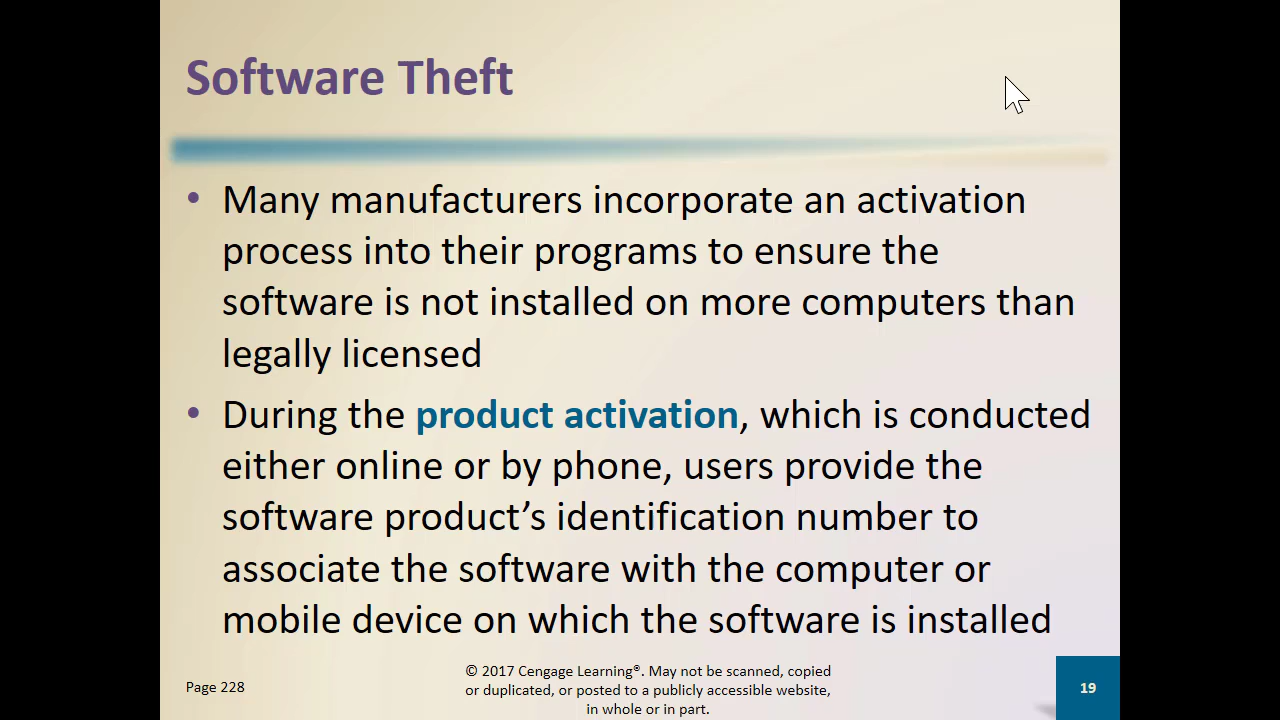 Software Theft
• Many manufacturers incorporate an activation
process into their programs to ensure the
software is not installed on more computers than
legally licensed
• During the product activation, which is conducted
either online or by phone, users provide the
software product’s identification number to
associate the software with the computer or
mobile device on which the software is installed
Page 228
© 2017 Cengage Learning®. May not be scanned, copied
or duplicated, or posted to a publicly accessible website,
in whole or in part.
19